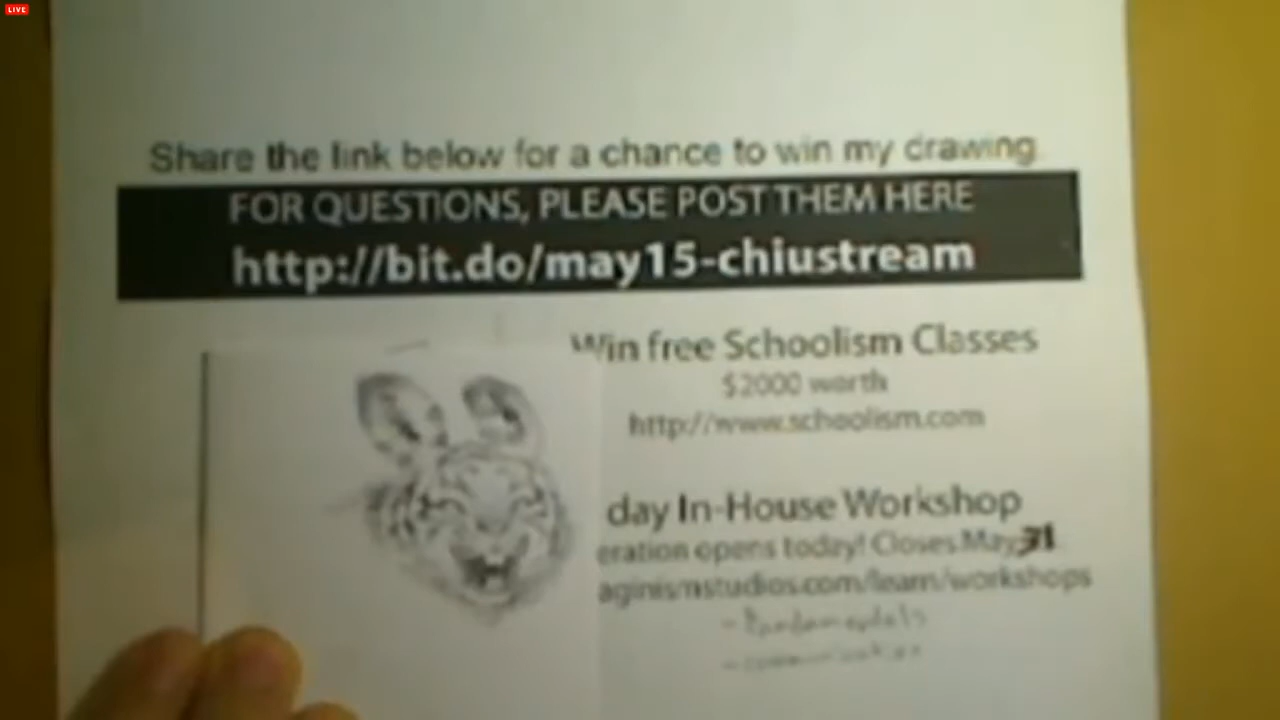 LIVE
Share the link below for a chance to win my drawing
FOR QUESTIONS, PLEASE POST THEM HERE
http://bit.do/may15-chiustream
Win free Schoolism Classes
$2000 worth
http://www.schoolism.com
day In-House Workshop
eration opens today! Closes May 31
aginismstudios.com/learn/workshops
- Fundamentals